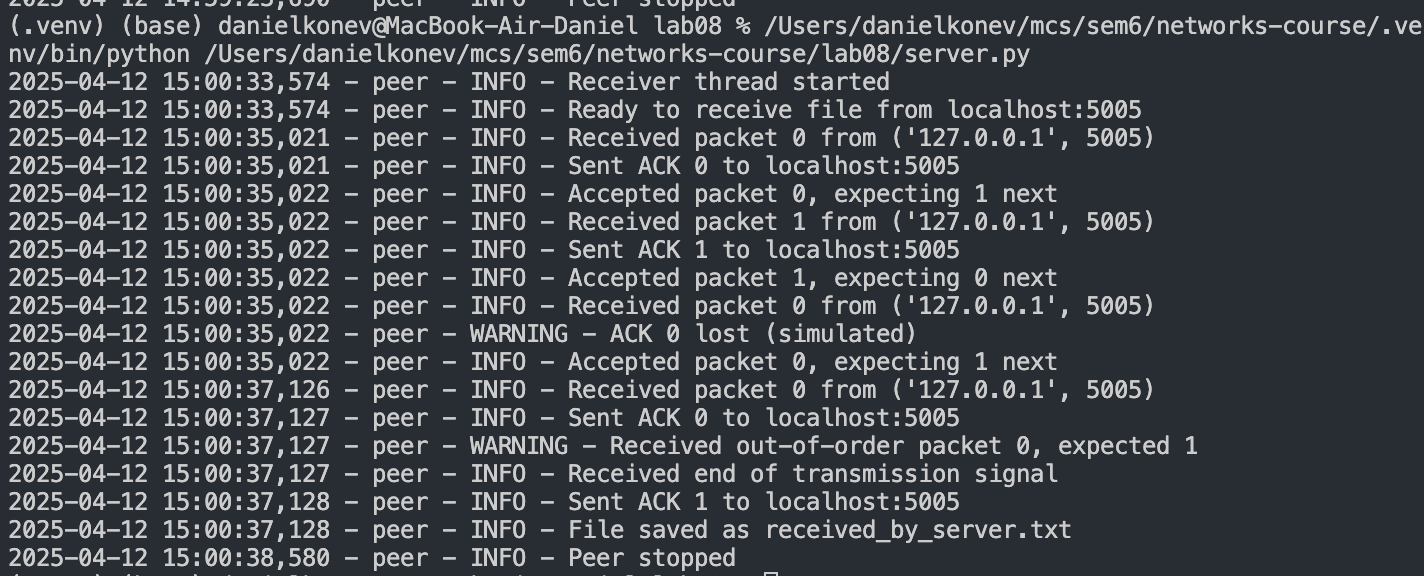 2025-04-12 14:59:23,690 - peer - INFO - Peer stopped
(.venv) (base) danielkonev@MacBook-Air-Daniel lab08 % /Users/danielkonev/mcs/sem6/networks-course/.ve
nv/bin/python /Users/danielkonev/mcs/sem6/networks-course/lab08/server.py
2025-04-12 15:00:33,574 - peer - INFO - Receiver thread started
2025-04-12 15:00:33,574 - peer - INFO - Ready to receive file from localhost:5005
2025-04-12 15:00:35,021 - peer - INFO - Received packet 0 from ('127.0.0.1', 5005)
2025-04-12 15:00:35,021 - peer - INFO - Sent ACK 0 to localhost:5005
2025-04-12 15:00:35,022 - peer - INFO - Accepted packet 0, expecting 1 next
2025-04-12 15:00:35,022 - peer - INFO - Received packet 1 from ('127.0.0.1', 5005)
2025-04-12 15:00:35,022 - peer - INFO - Sent ACK 1 to localhost:5005
2025-04-12 15:00:35,022 - peer - INFO - Accepted packet 1, expecting 0 next
2025-04-12 15:00:35,022 - peer - INFO - Received packet 0 from ('127.0.0.1', 5005)
2025-04-12 15:00:35,022 - peer - WARNING - ACK 0 lost (simulated)
2025-04-12 15:00:35,022 - peer - INFO - Accepted packet 0, expecting 1 next
2025-04-12 15:00:37,126 - peer - INFO - Received packet 0 from ('127.0.0.1', 5005)
2025-04-12 15:00:37,127 - peer - INFO - Sent ACK 0 to localhost:5005
2025-04-12 15:00:37,127 - peer - WARNING - Received out-of-order packet 0, expected 1
2025-04-12 15:00:37,127 - peer - INFO - Received end of transmission signal
2025-04-12 15:00:37,128 - peer - INFO - Sent ACK 1 to localhost:5005
2025-04-12 15:00:37,128 - peer - INFO - File saved as received_by_server.txt
2025-04-12 15:00:38,580 - peer - INFO - Peer stopped